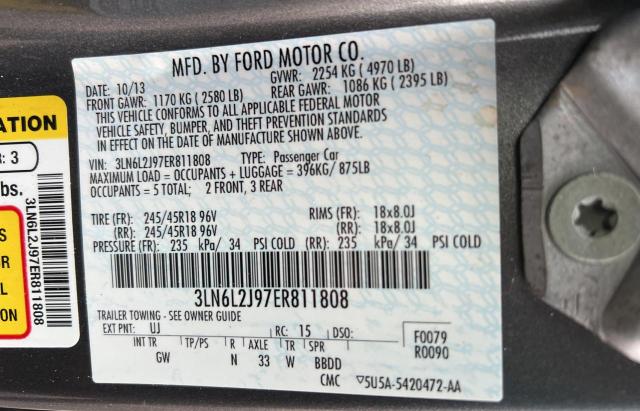 MFD. BY FORD MOTOR CO.
DATE: 10/13 GVWR: 2254 KG ( 4970 LB)
FRONT GAWR: 1170 KG ( 2580 LB) REAR GAWR: 1086 KG ( 2395 LB)
THIS VEHICLE CONFORMS TO ALL APPLICABLE FEDERAL MOTOR
VEHICLE SAFETY, BUMPER, AND THEFT PREVENTION STANDARDS
IN EFFECT ON THE DATE OF MANUFACTURE SHOWN ABOVE.
VIN: 3LN6L2J97ER811808 TYPE: Passenger Car
MAXIMUM LOAD = OCCUPANTS + LUGGAGE = 396KG/ 875LB
OCCUPANTS = 5 TOTAL; 2 FRONT, 3 REAR
TIRE (FR): 245/45R18 96V RIMS (FR): 18x8.0J
(RR): 245/45R18 96V (RR): 18x8.0J
PRESSURE (FR): 235 kPa/ 34 PSI COLD (RR): 235 kPa/ 34 PSI COLD
3LN6L2J97ER811808
TRAILER TOWING - SEE OWNER GUIDE
EXT PNT: UJ RC: 15 DSO: F0079
INT TR TP/PS R AXLE TR SPR R0090
GW N 33 W BBDD
CMC ▽5U5A-5420472-AA
ATION
R: 3
lbs.
S
R
L
ON
3LN6L2J97ER811808